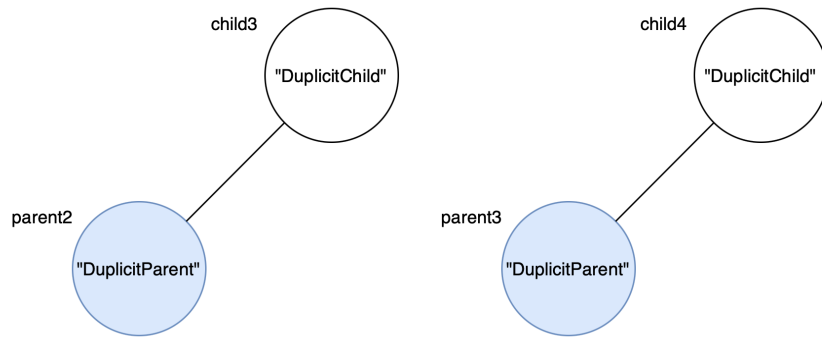 child3
"DuplicitChild"
parent2
"DuplicitParent"
child4
"DuplicitChild"
parent3
"DuplicitParent"